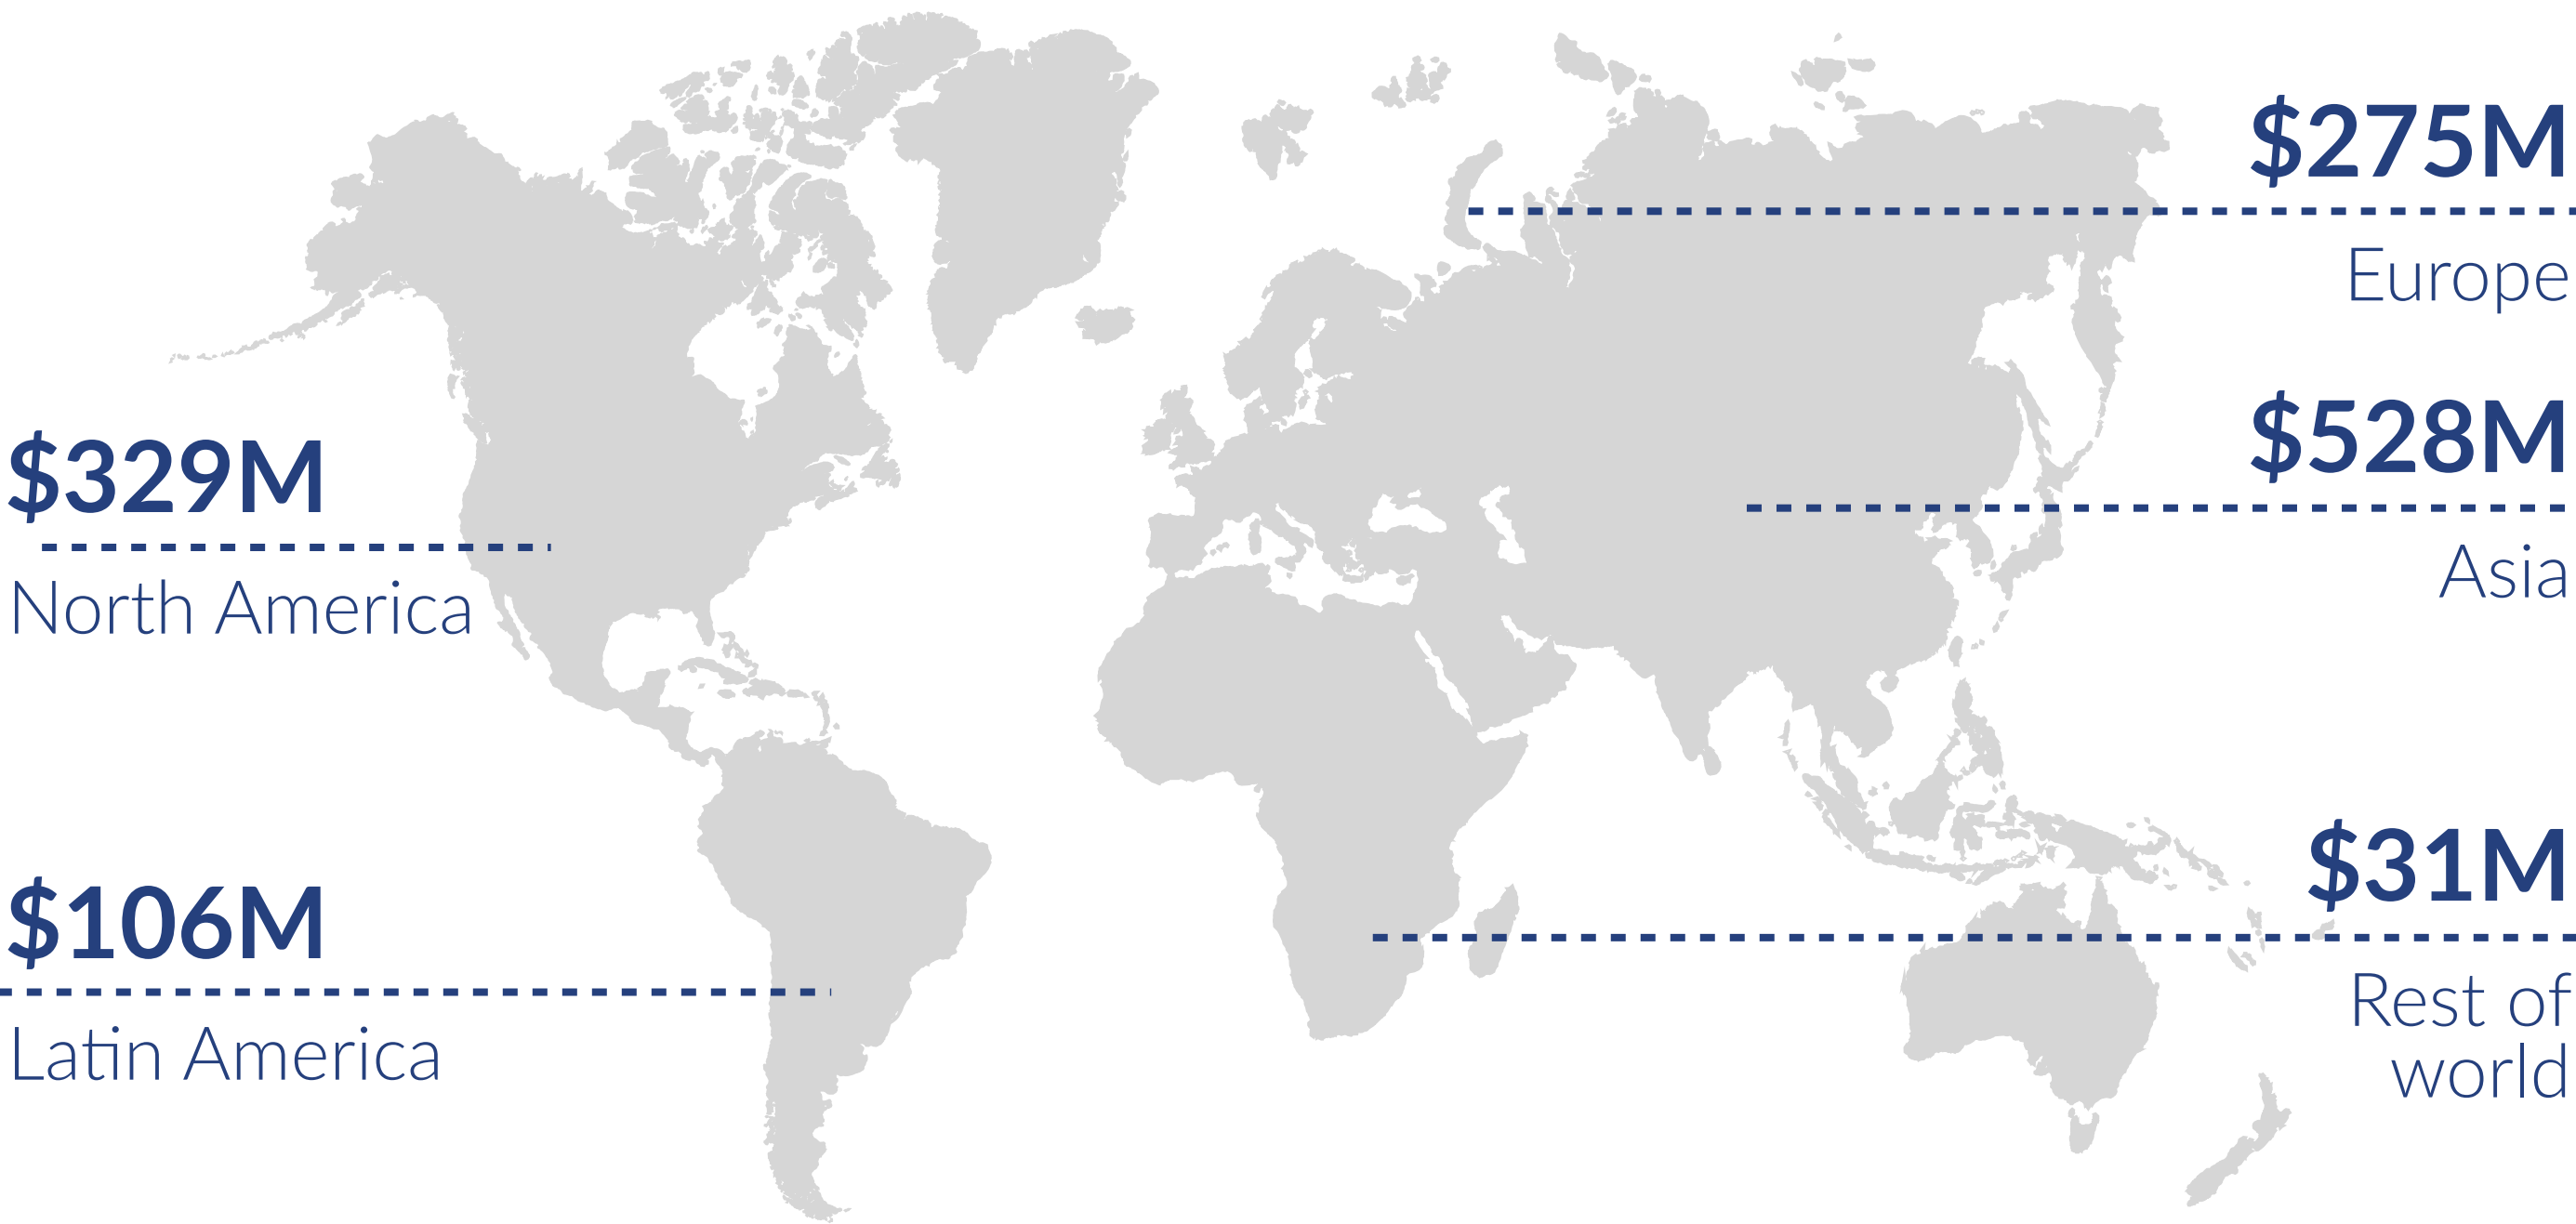 $275M
Europe
$528M
Asia
$329M
North America
$31M
Rest of
world
$106M
Latin America